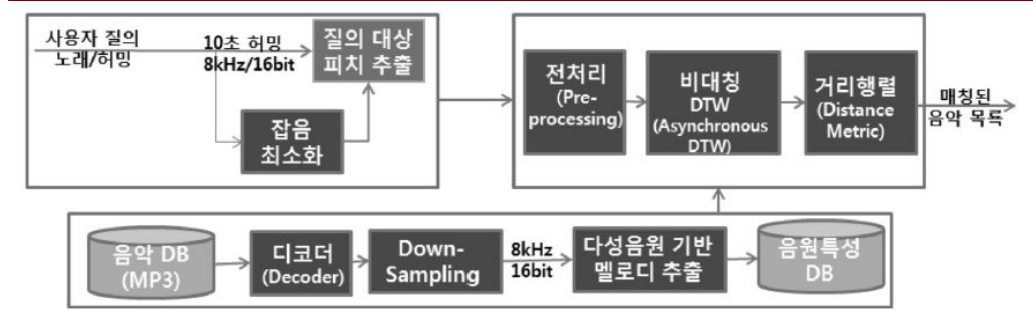 사용자 질의
노래/허밍
10초 허밍
8kHz/16bit
질의 대상
피치 추출
잡음
최소화
전처리
(Pre-
processing)
비대칭
DTW
(Asynchronous
DTW)
거리행렬
(Distance
Metric)
매칭된
음악 목록
음악 DB
(MP3)
디코더
(Decoder)
Down-
Sampling
8kHz
16bit
다성음원 기반
멜로디 추출
음원특성
DB